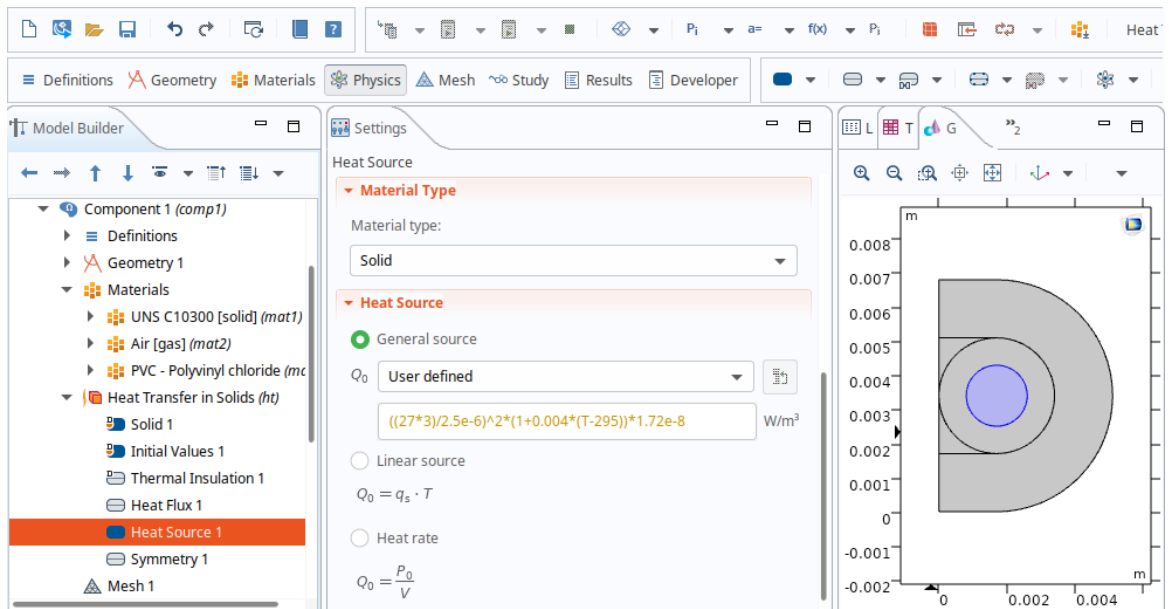 Pi a= f(x) Pi Heat T
Definitions Geometry Materials Physics Mesh Study Results Developer
Model Builder
Component 1 (comp1)
Definitions
Geometry 1
Materials
UNS C10300 [solid] (mat1)
Air [gas] (mat2)
PVC - Polyvinyl chloride (mc
Heat Transfer in Solids (ht)
Solid 1
Initial Values 1
Thermal Insulation 1
Heat Flux 1
Heat Source 1
Symmetry 1
Mesh 1
Settings
Heat Source
Material Type
Material type:
Solid
Heat Source
General source
Q₀ User defined
((27*3)/2.5e-6)^2*(1+0.004*(T-295))*1.72e-8 W/m³
Linear source
Q₀ = qₛ · T
Heat rate
Q₀ = P₀/V
L T G »₂
m
0.008
0.007
0.006
0.005
0.004
0.003
0.002
0.001
0
-0.001
-0.002
m
0 0.002 0.004